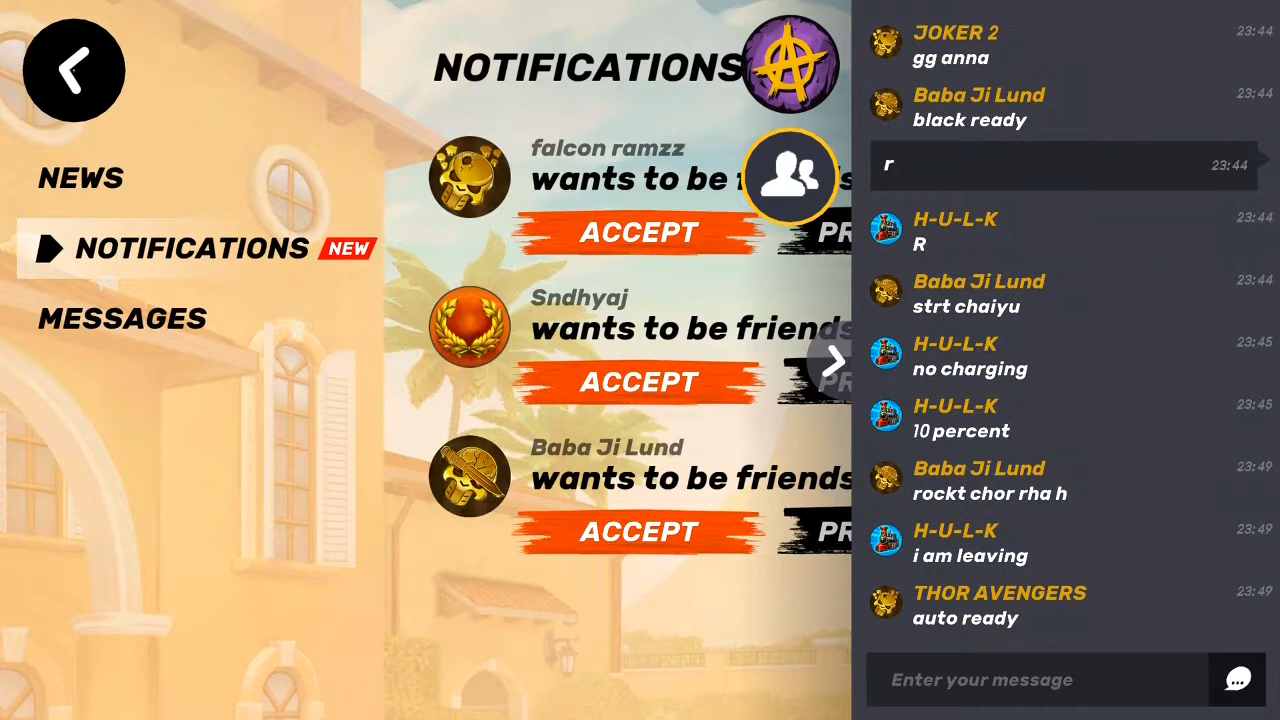 NEWS
NOTIFICATIONS NEW
MESSAGES
NOTIFICATIONS
falcon ramzz
wants to be
ACCEPT
Sndhyaj
wants to be friends
ACCEPT
Baba Ji Lund
wants to be friends
ACCEPT
JOKER 2 23:44
gg anna
Baba Ji Lund 23:44
black ready
r 23:44
H-U-L-K 23:44
R
Baba Ji Lund 23:44
strt chaiyu
H-U-L-K 23:45
no charging
H-U-L-K 23:45
10 percent
Baba Ji Lund 23:49
rockt chor rha h
H-U-L-K 23:49
i am leaving
THOR AVENGERS 23:49
auto ready
Enter your message